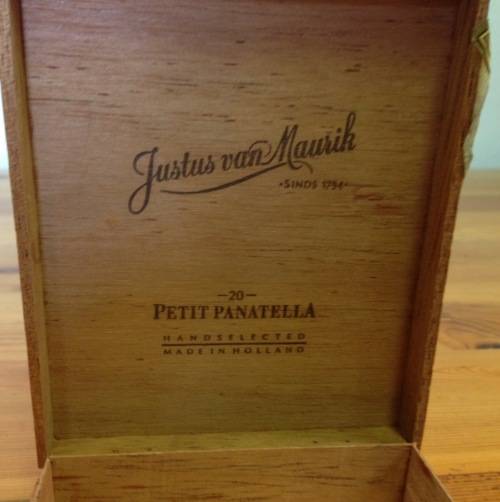 Justus van Maurik
•SINDS 1794•
—20—
PETIT PANATELLA
HANDSELECTED
MADE IN HOLLAND